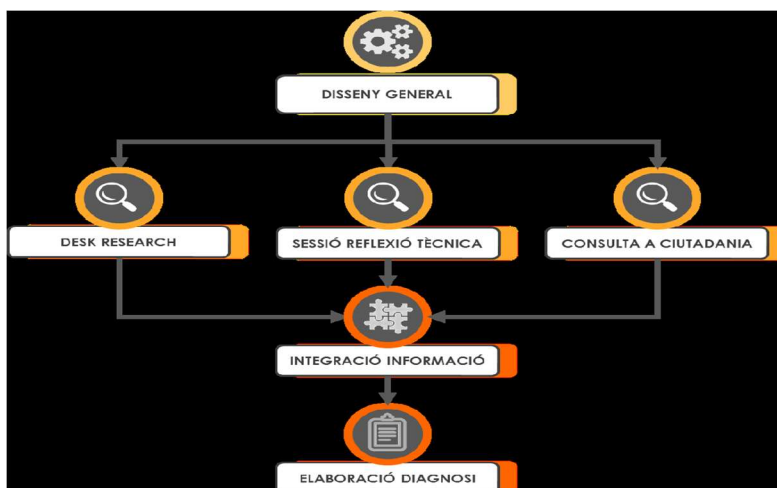 DISSENY GENERAL
DESK RESEARCH
SESSIÓ REFLEXIÓ TÈCNICA
CONSULTA A CIUTADANIA
INTEGRACIÓ INFORMACIÓ
ELABORACIÓ DIAGNOSI